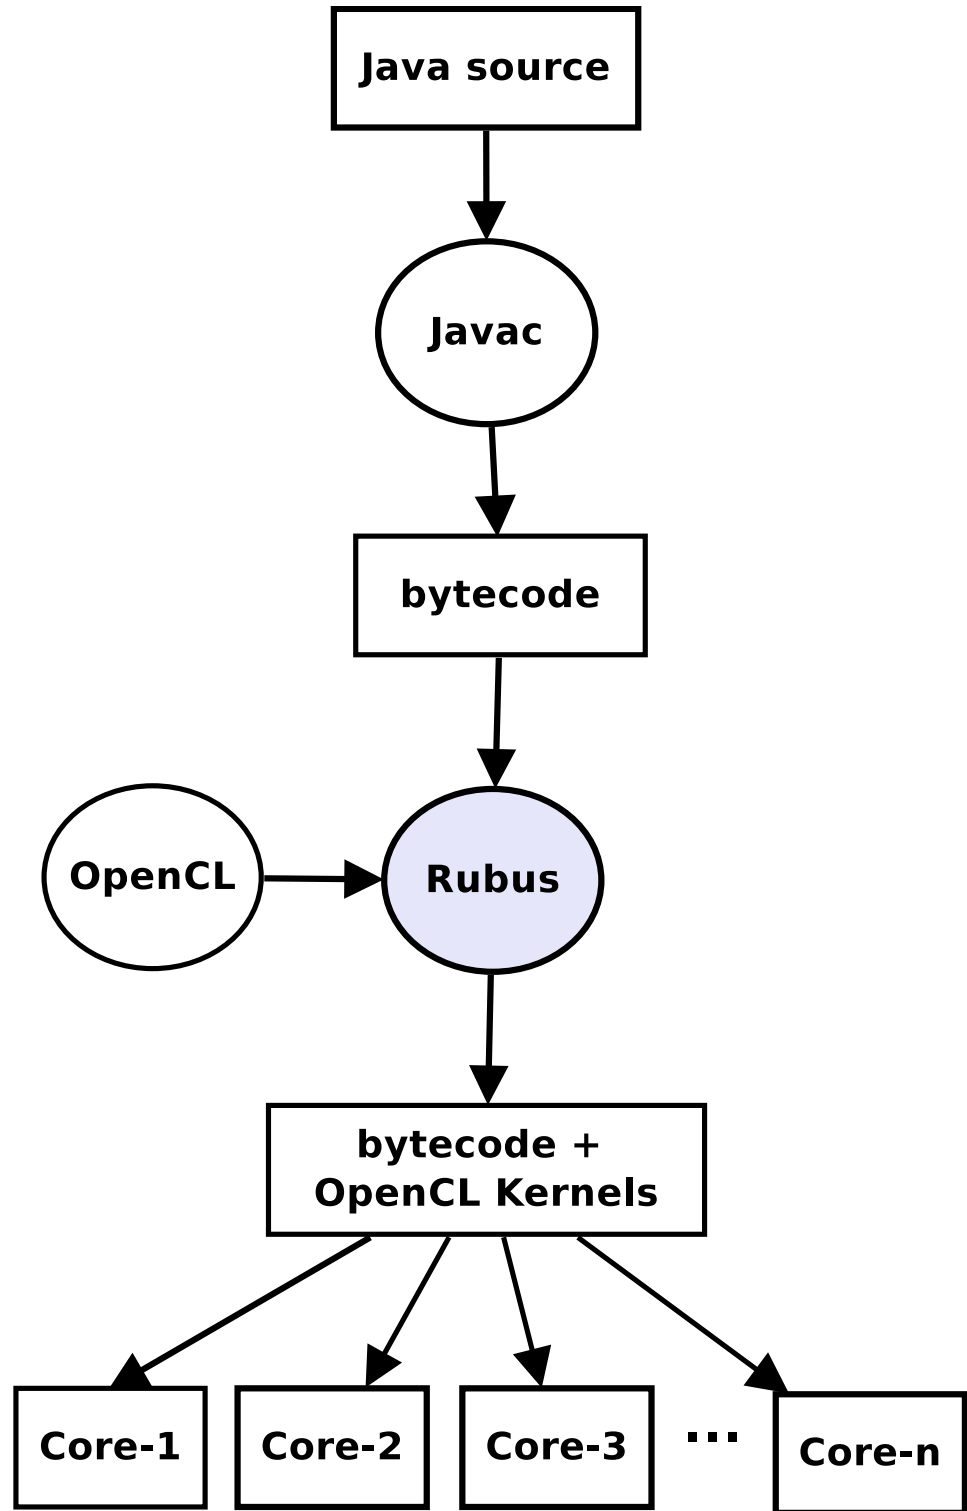 Java source
Javac
bytecode
OpenCL
Rubus
bytecode +
OpenCL Kernels
Core-1
Core-2
Core-3
...
Core-n